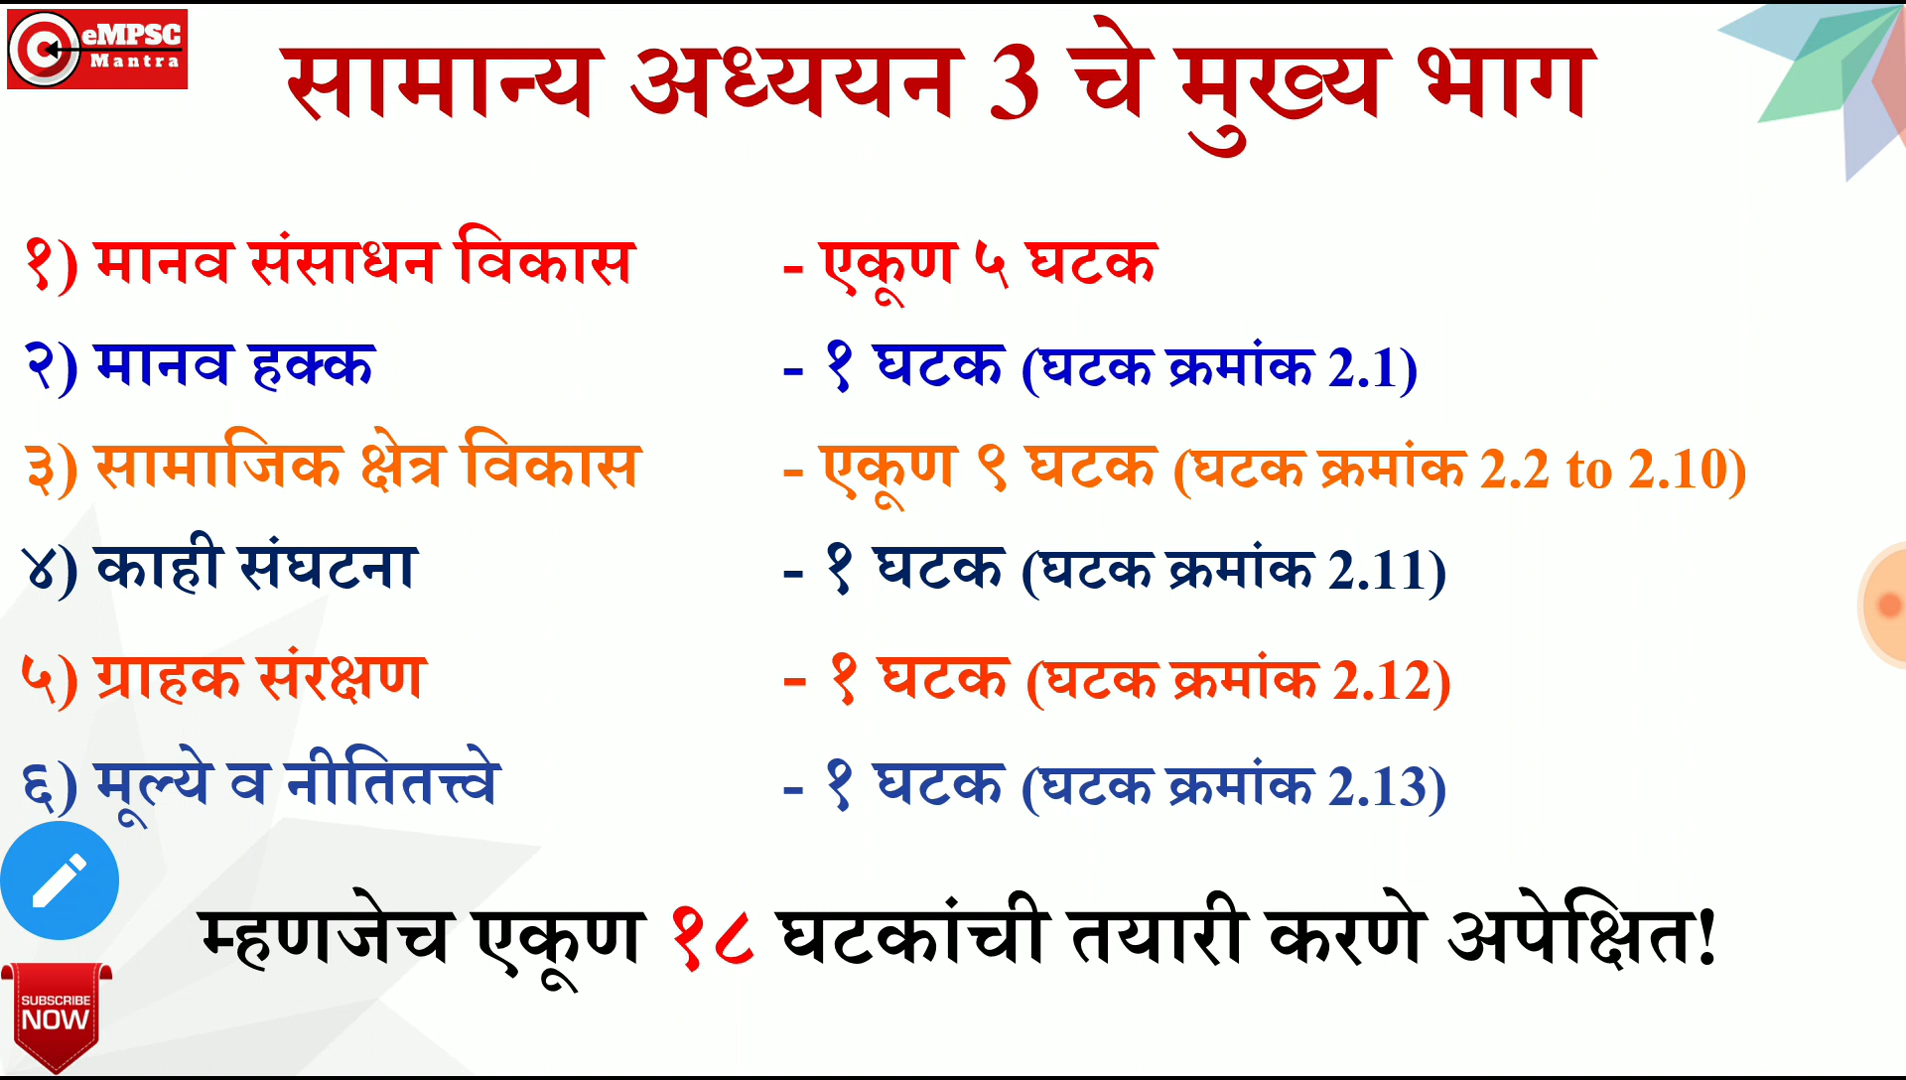 eMPSC
Mantra
सामान्य अध्ययन 3 चे मुख्य भाग
१) मानव संसाधन विकास - एकूण ५ घटक
२) मानव हक्क - १ घटक (घटक क्रमांक 2.1)
३) सामाजिक क्षेत्र विकास - एकूण ९ घटक (घटक क्रमांक 2.2 to 2.10)
४) काही संघटना - १ घटक (घटक क्रमांक 2.11)
५) ग्राहक संरक्षण - १ घटक (घटक क्रमांक 2.12)
६) मूल्ये व नीतितत्त्वे - १ घटक (घटक क्रमांक 2.13)
म्हणजेच एकूण १८ घटकांची तयारी करणे अपेक्षित!
SUBSCRIBE
NOW